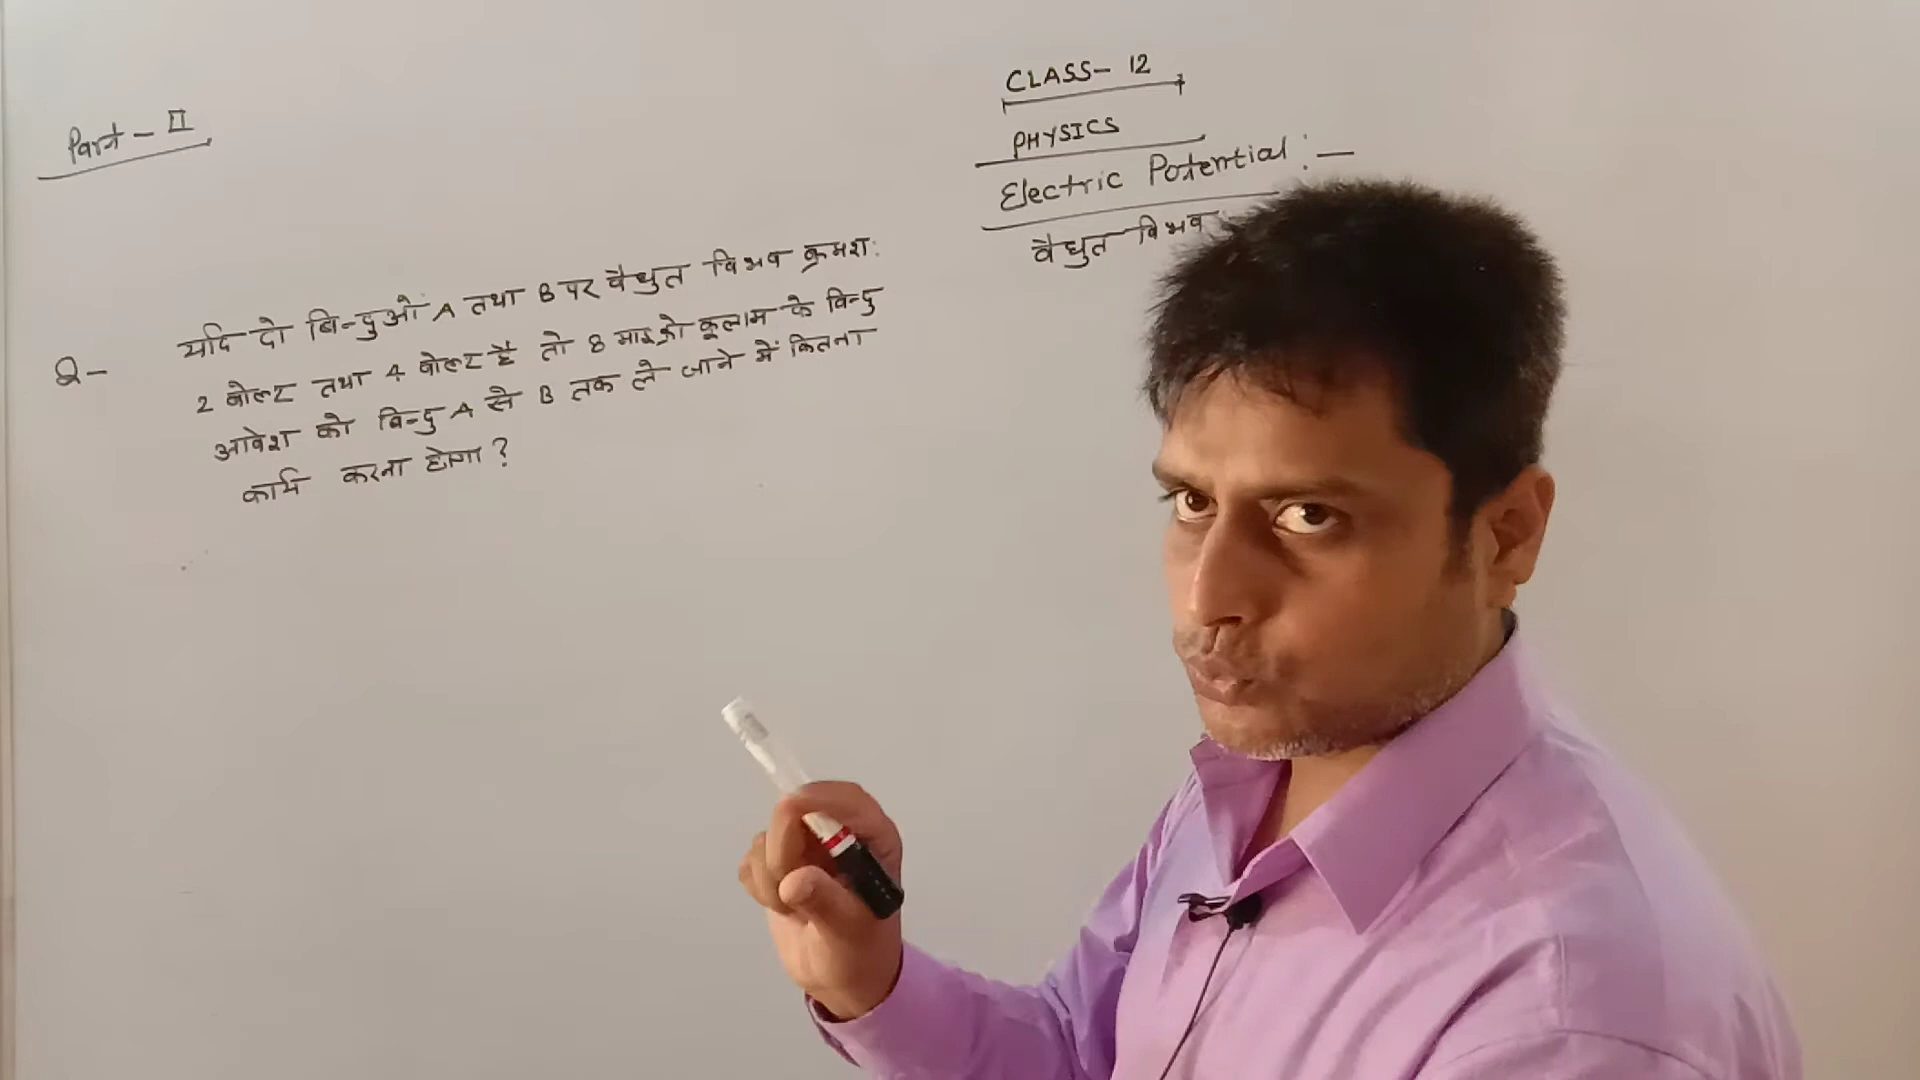 Part - II
CLASS - 12
PHYSICS
Electric Potential :-
वैधुत विभव
Q- यदि दो बिन्दुओं A तथा B पर वैधुत विभव क्रमश:
2 वोल्ट तथा 4 वोल्ट है तो 8 माइक्रो कूलाम के विन्दु
आवेश को विन्दु A से B तक ले जाने में कितना
कार्य करना होगा ?